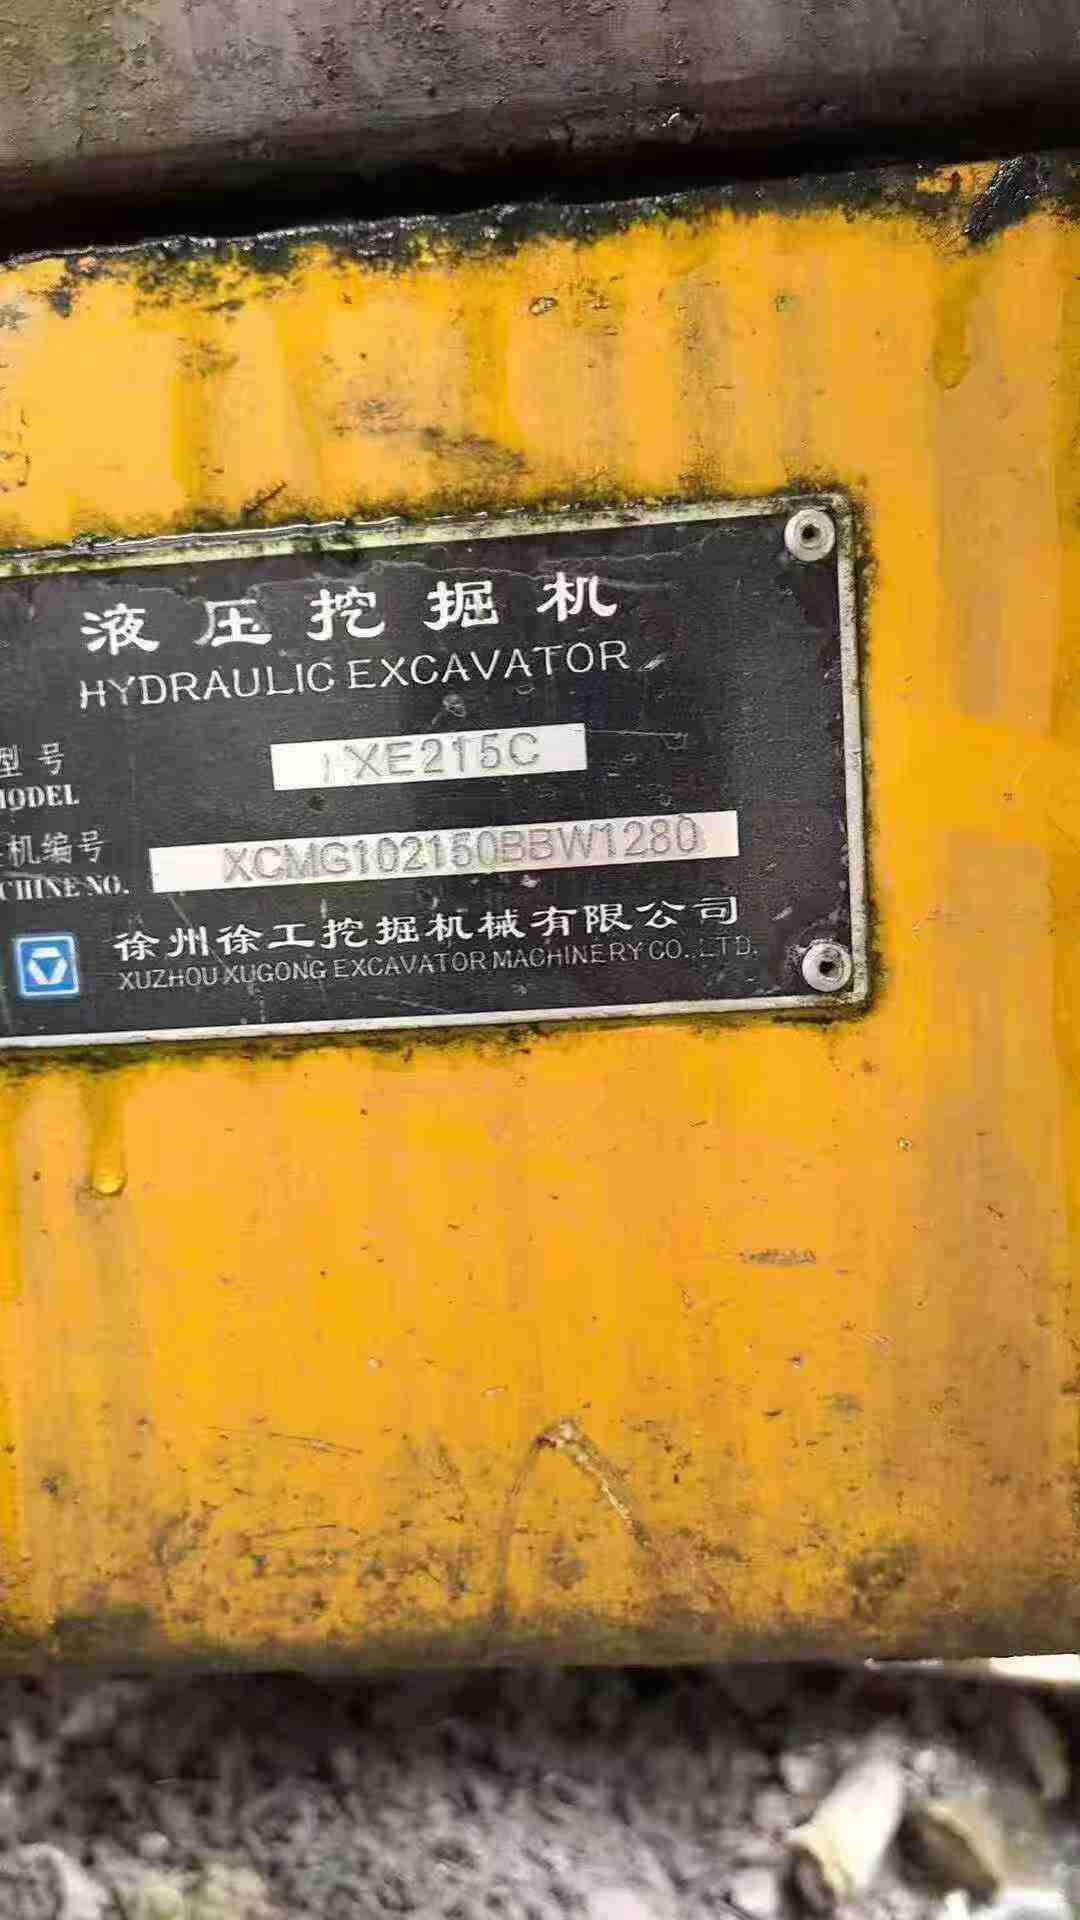 液压挖掘机
HYDRAULIC EXCAVATOR
型号 XE215C
MODEL
机编号 XCMG102150BBW1280
CHINE NO.
徐州徐工挖掘机械有限公司
XUZHOU XUGONG EXCAVATOR MACHINERY CO.,LTD.